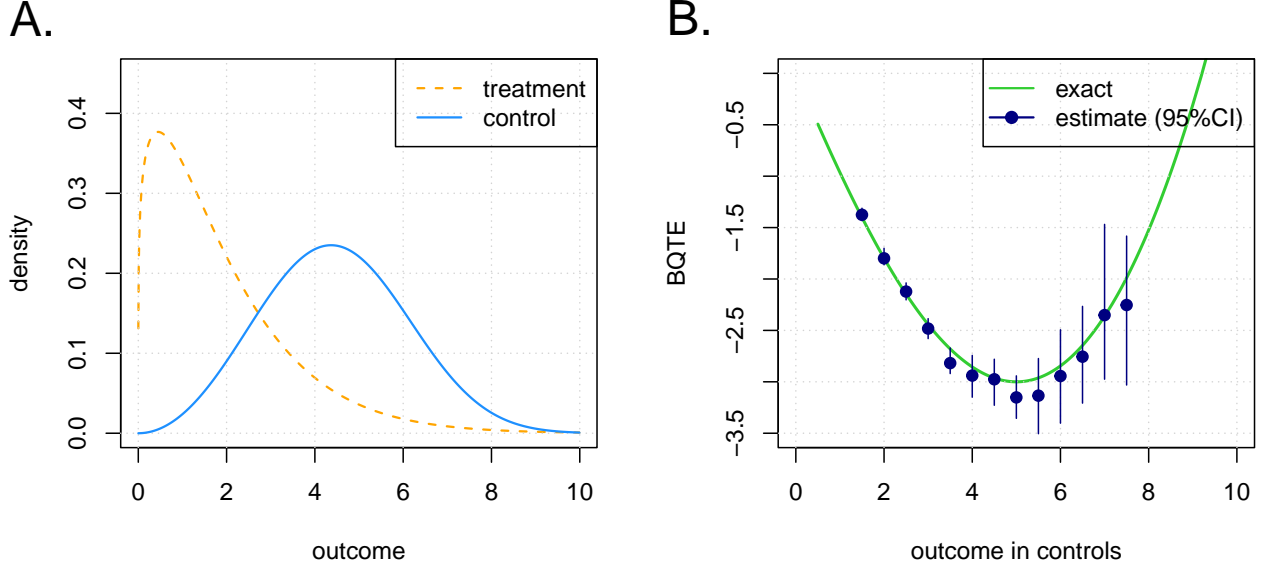 A.
treatment
control
density
0.0
0.1
0.2
0.3
0.4
0 2 4 6 8 10
outcome
B.
exact
estimate (95%CI)
BQTE
−3.5
−2.5
−1.5
−0.5
0 2 4 6 8 10
outcome in controls